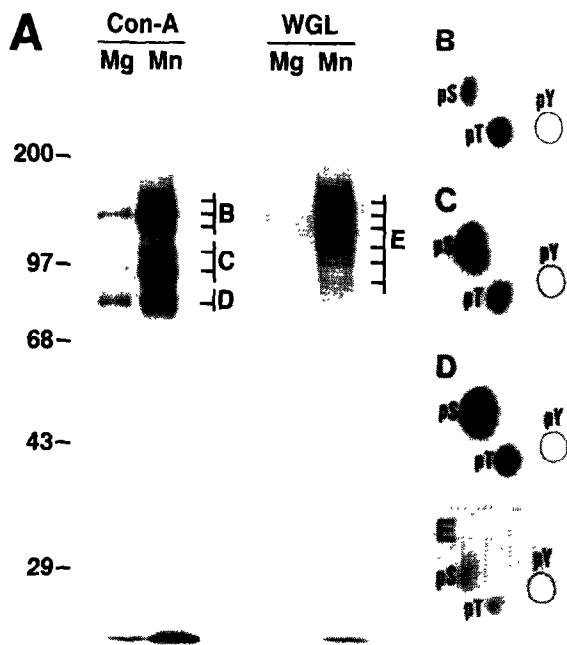 A
Con-A WGL
Mg Mn Mg Mn
200-
97-
68-
43-
29-
B
C
D
E
B
pS pT pY
C
pS pT pY
D
pS pT pY
E
pS pT pY